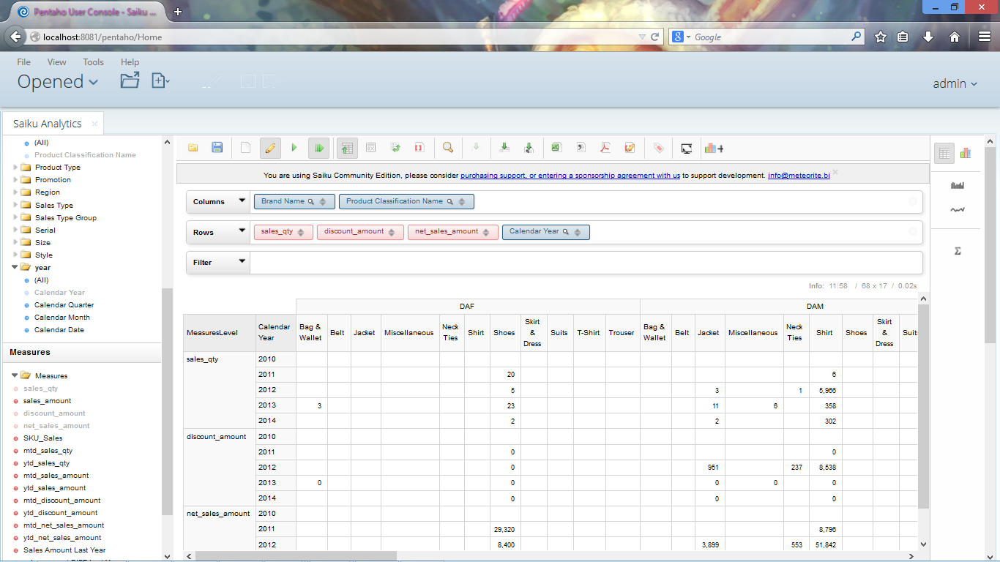 Pentaho User Console - Saiku ...
localhost:8081/pentaho/Home
Google
File View Tools Help
Opened
admin
Saiku Analytics
(All)
Product Classification Name
Product Type
Promotion
Region
Sales Type
Sales Type Group
Serial
Size
Style
year
(All)
Calendar Year
Calendar Quarter
Calendar Month
Calendar Date
Measures
Measures
sales_qty
sales_amount
discount_amount
net_sales_amount
SKU_Sales
mtd_sales_qty
ytd_sales_qty
mtd_sales_amount
ytd_sales_amount
mtd_discount_amount
ytd_discount_amount
mtd_net_sales_amount
ytd_net_sales_amount
Sales Amount Last Year
You are using Saiku Community Edition, please consider purchasing support, or entering a sponsorship agreement with us to support development. info@meteorite.bi
Columns Brand Name Product Classification Name
Rows sales_qty discount_amount net_sales_amount Calendar Year
Filter
Info: 11:58 / 68 x 17 / 0.02s
DAF DAM
MeasuresLevel Calendar Year Bag & Wallet Belt Jacket Miscellaneous Neck Ties Shirt Shoes Skirt & Dress Suits T-Shirt Trouser Bag & Wallet Belt Jacket Miscellaneous Neck Ties Shirt Shoes Skirt & Dress Suit
sales_qty 2010
2011 20 6
2012 5 3 1 5,966
2013 3 23 11 6 358
2014 2 2 302
discount_amount 2010
2011 0 0
2012 0 951 237 8,538
2013 0 0 0 0 0
2014 0 0 0
net_sales_amount 2010
2011 29,320 8,796
2012 8,400 3,899 553 51,842